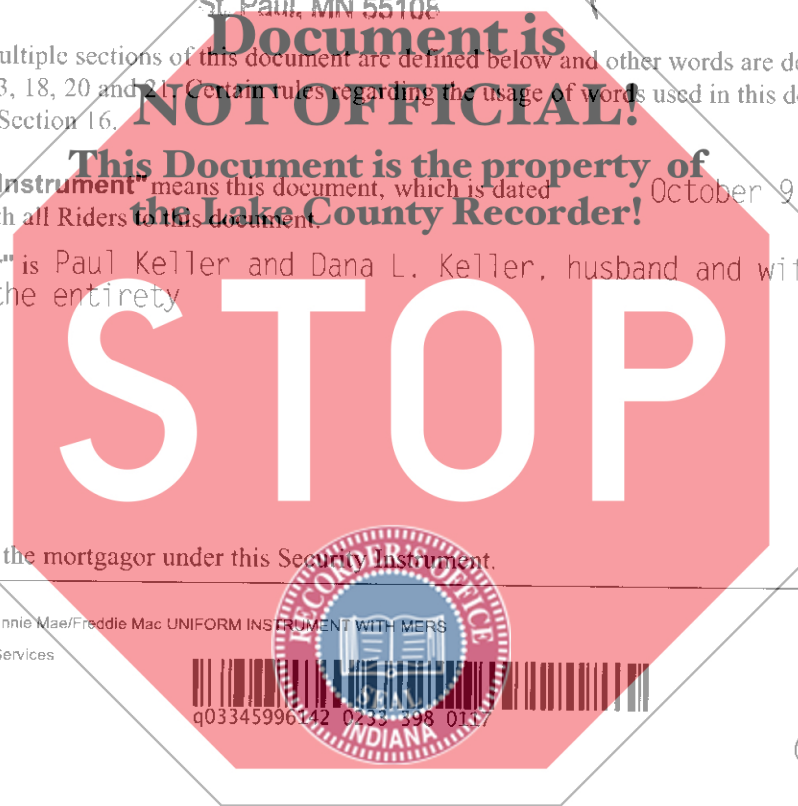 St. Paul, MN 55108
Document is
ultiple sections of this document are defined below and other words are de
NOT OFFICIAL!
3, 18, 20 and 21. Certain rules regarding the usage of words used in this d
Section 16.
This Document is the property of
Instrument" means this document, which is dated October 9
the Lake County Recorder!
h all Riders to this document.
" is Paul Keller and Dana L. Keller, husband and wi
the entirety
STOP
the mortgagor under this Security Instrument.
RECORDER'S OFFICE
nnie Mae/Freddie Mac UNIFORM INSTRUMENT WITH MERS
Services
SEAL
q03345996142 0233 398 0117
INDIANA